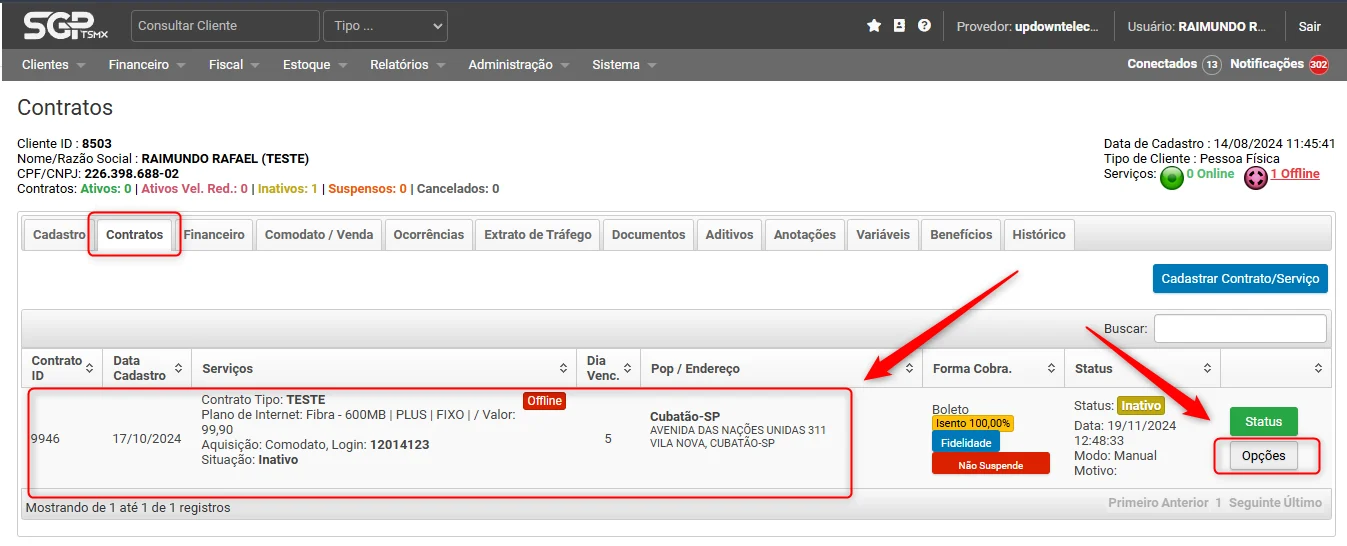 SGP
TSMX
Consultar Cliente
Tipo ...
Provedor: updowntelec...
Usuário: RAIMUNDO R...
Sair
Clientes
Financeiro
Fiscal
Estoque
Relatórios
Administração
Sistema
Conectados 13
Notificações 302
Contratos
Cliente ID : 8503
Nome/Razão Social : RAIMUNDO RAFAEL (TESTE)
CPF/CNPJ: 226.398.688-02
Contratos: Ativos: 0 | Ativos Vel. Red.: 0 | Inativos: 1 | Suspensos: 0 | Cancelados: 0
Data de Cadastro : 14/08/2024 11:45:41
Tipo de Cliente : Pessoa Física
Serviços: 0 Online 1 Offline
Cadastro
Contratos
Financeiro
Comodato / Venda
Ocorrências
Extrato de Tráfego
Documentos
Aditivos
Anotações
Variáveis
Benefícios
Histórico
Cadastrar Contrato/Serviço
Buscar:
Contrato
ID
Data
Cadastro
Serviços
Dia
Venc.
Pop / Endereço
Forma Cobra.
Status
9946
17/10/2024
Contrato Tipo: TESTE
Offline
Plano de Internet: Fibra - 600MB | PLUS | FIXO | / Valor:
99,90
Aquisição: Comodato, Login: 12014123
Situação: Inativo
5
Cubatão-SP
AVENIDA DAS NAÇÕES UNIDAS 311
VILA NOVA, CUBATÃO-SP
Boleto
Isento 100,00%
Fidelidade
Não Suspende
Status: Inativo
Data: 19/11/2024
12:48:33
Modo: Manual
Motivo:
Status
Opções
Mostrando de 1 até 1 de 1 registros
Primeiro Anterior 1 Seguinte Último